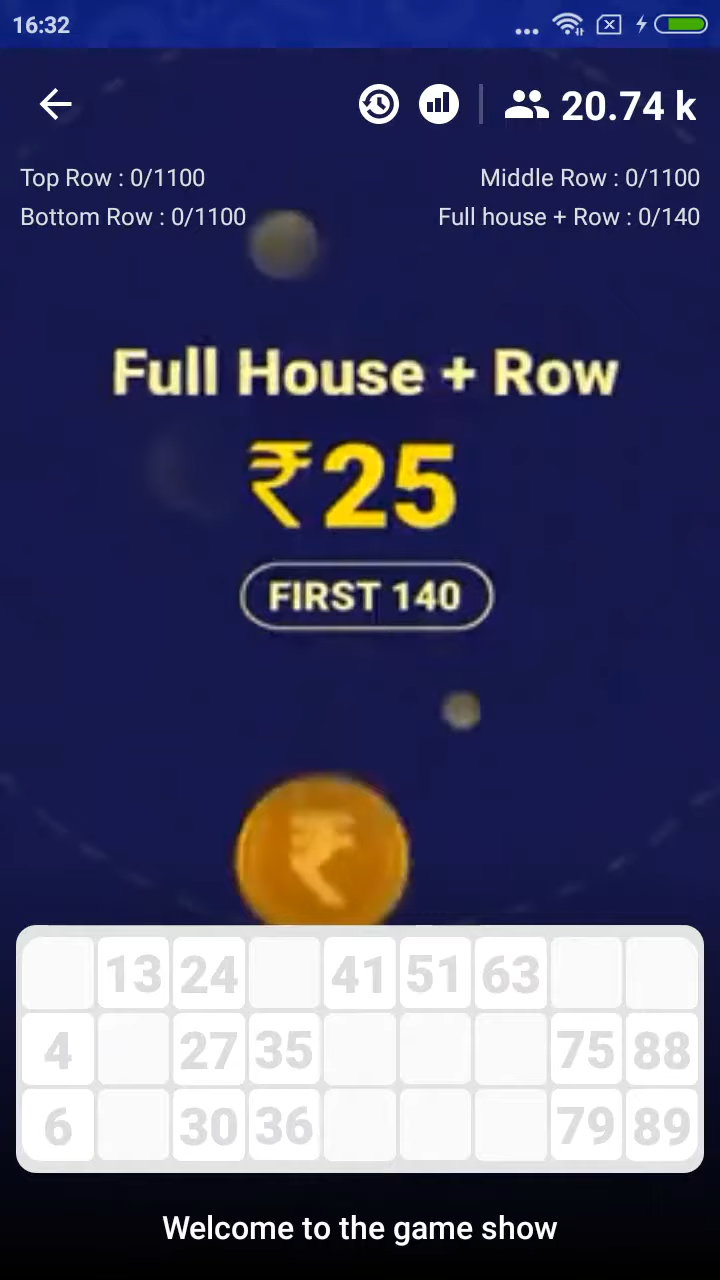 16:32
20.74 k
Top Row : 0/1100 Middle Row : 0/1100
Bottom Row : 0/1100 Full house + Row : 0/140
Full House + Row
₹25
FIRST 140
₹
13 24 41 51 63
4 27 35 75 88
6 30 36 79 89
Welcome to the game show